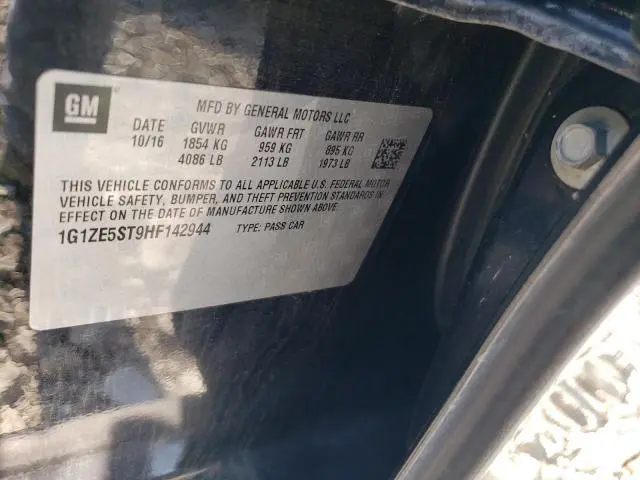 GM
MFD BY GENERAL MOTORS LLC
DATE GVWR GAWR FRT GAWR RR
10/16 1854 KG 959 KG 895 KG
4086 LB 2113 LB 1973 LB
THIS VEHICLE CONFORMS TO ALL APPLICABLE U.S. FEDERAL MOTOR
VEHICLE SAFETY, BUMPER, AND THEFT PREVENTION STANDARDS IN
EFFECT ON THE DATE OF MANUFACTURE SHOWN ABOVE.
1G1ZE5ST9HF142944 TYPE: PASS CAR